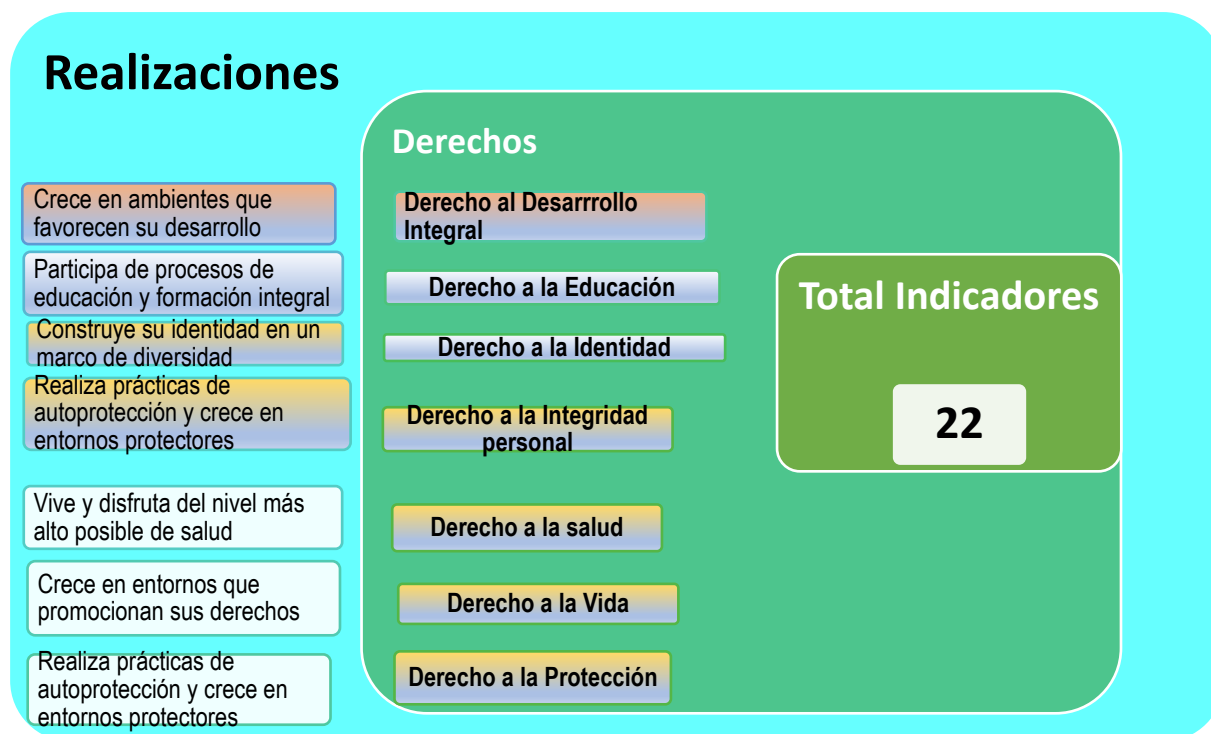 Realizaciones
Derechos
Crece en ambientes que
favorecen su desarrollo
Derecho al Desarrrollo
Integral
Participa de procesos de
educación y formación integral
Derecho a la Educación
Construye su identidad en un
marco de diversidad
Derecho a la Identidad
Realiza prácticas de
autoprotección y crece en
entornos protectores
Derecho a la Integridad
personal
Vive y disfruta del nivel más
alto posible de salud
Derecho a la salud
Crece en entornos que
promocionan sus derechos
Derecho a la Vida
Realiza prácticas de
autoprotección y crece en
entornos protectores
Derecho a la Protección
Total Indicadores
22